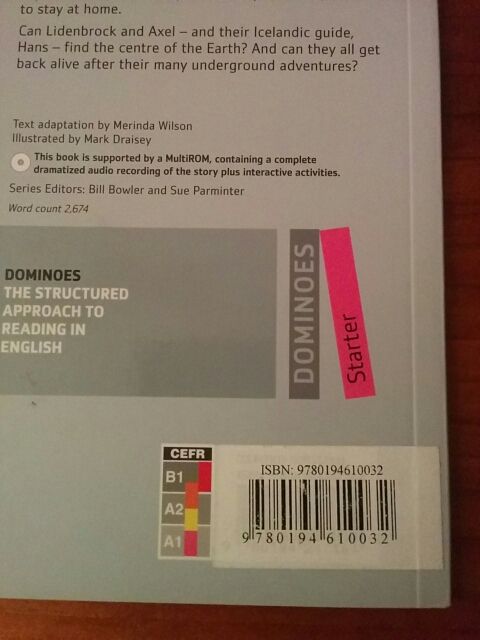 to stay at home.
Can Lidenbrock and Axel – and their Icelandic guide,
Hans – find the centre of the Earth? And can they all get
back alive after their many underground adventures?
Text adaptation by Merinda Wilson
Illustrated by Mark Draisey
This book is supported by a MultiROM, containing a complete
dramatized audio recording of the story plus interactive activities.
Series Editors: Bill Bowler and Sue Parminter
Word count 2,674
DOMINOES
THE STRUCTURED
APPROACH TO
READING IN
ENGLISH
DOMINOES
Starter
CEFR
B1
A2
A1
ISBN: 9780194610032
9 780194 610032